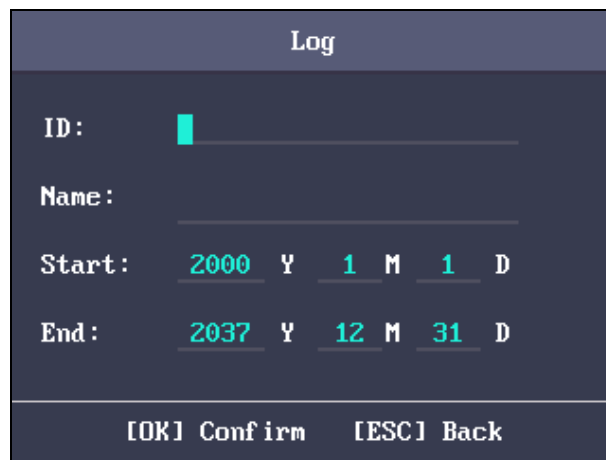 Log
ID:
Name:
Start: 2000 Y 1 M 1 D
End: 2037 Y 12 M 31 D
[OK] Confirm [ESC] Back